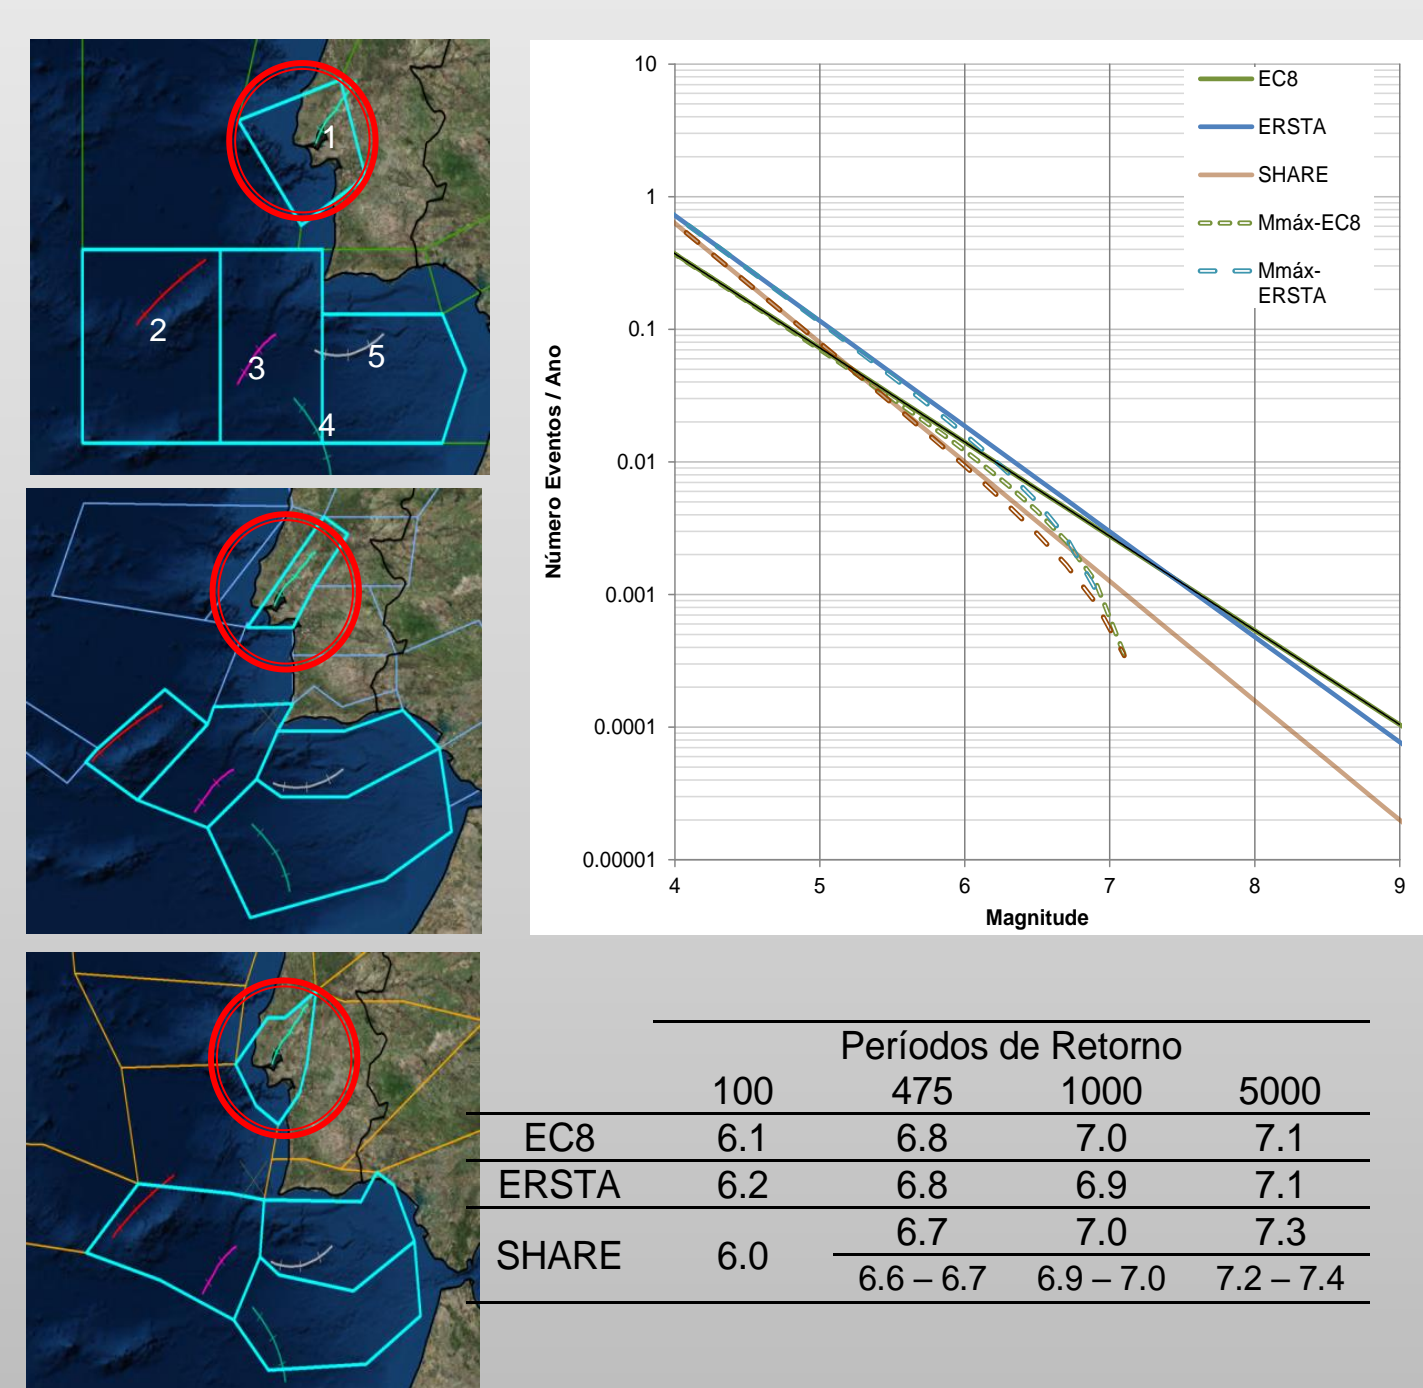 1
2
3
4
5
10
1
0.1
0.01
0.001
0.0001
0.00001
4 5 6 7 8 9
Número Eventos / Ano
Magnitude
EC8
ERSTA
SHARE
Mmáx-EC8
Mmáx-
ERSTA
Períodos de Retorno
100 475 1000 5000
EC8 6.1 6.8 7.0 7.1
ERSTA 6.2 6.8 6.9 7.1
SHARE 6.0 6.7 7.0 7.3
6.6 – 6.7 6.9 – 7.0 7.2 – 7.4